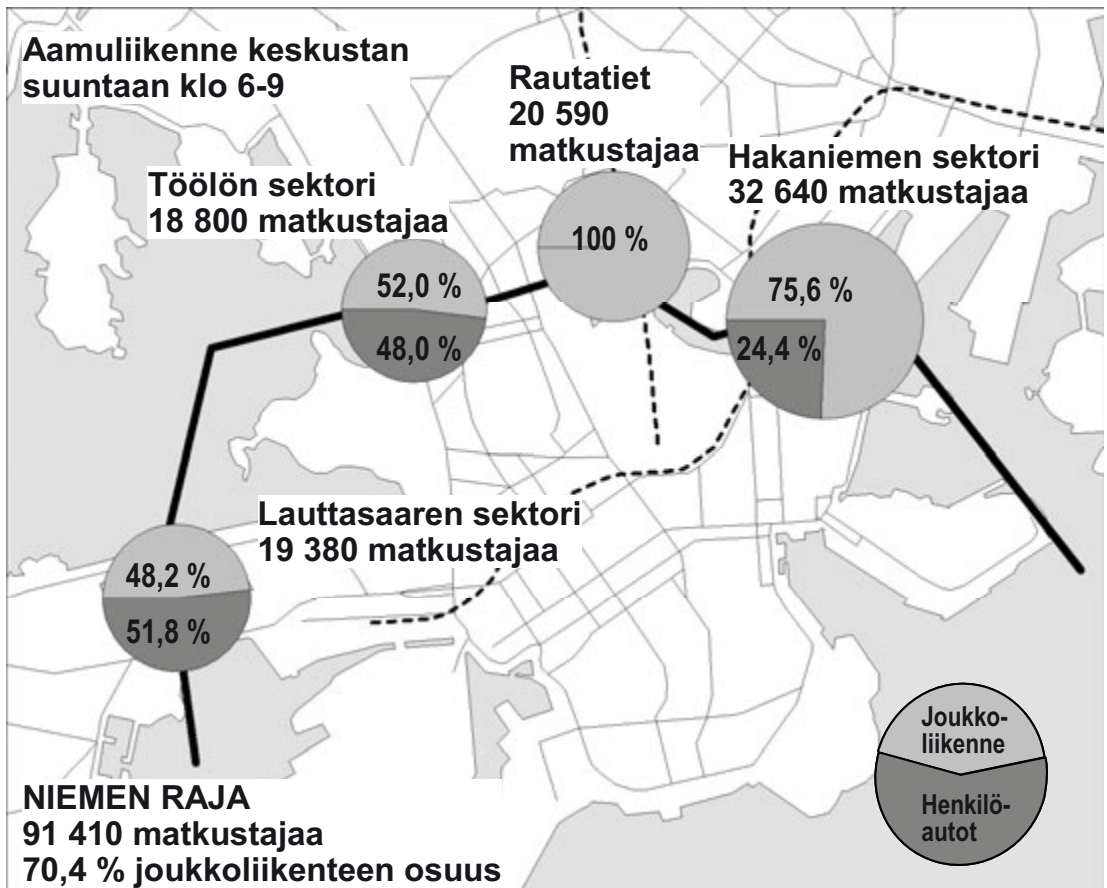 Aamuliikenne keskustan
suuntaan klo 6-9
Rautatiet
20 590
matkustajaa
Hakaniemen sektori
32 640 matkustajaa
Töölön sektori
18 800 matkustajaa
100 %
52,0 %
48,0 %
75,6 %
24,4 %
Lauttasaaren sektori
19 380 matkustajaa
48,2 %
51,8 %
Joukko-
liikenne
Henkilö-
autot
NIEMEN RAJA
91 410 matkustajaa
70,4 % joukkoliikenteen osuus